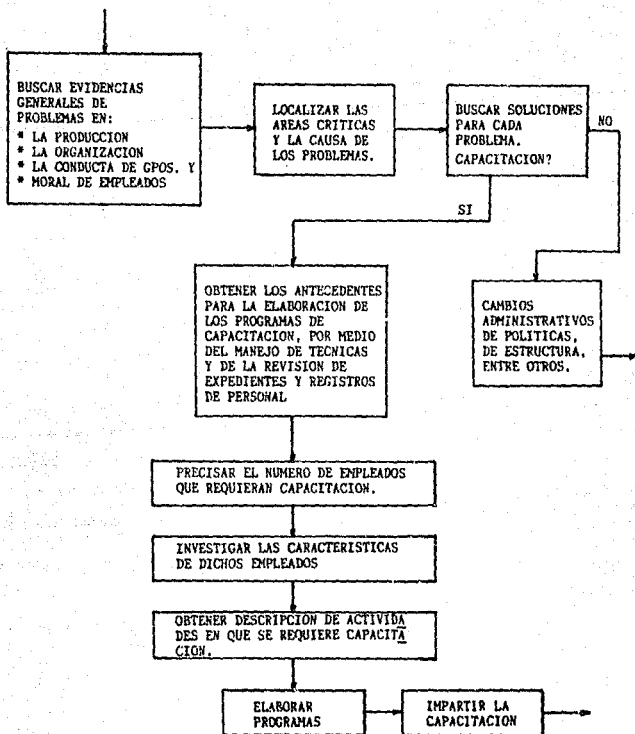 BUSCAR EVIDENCIAS
GENERALES DE
PROBLEMAS EN:
* LA PRODUCCION
* LA ORGANIZACION
* LA CONDUCTA DE GPOS. Y
* MORAL DE EMPLEADOS
LOCALIZAR LAS
AREAS CRITICAS
Y LA CAUSA DE
LOS PROBLEMAS.
BUSCAR SOLUCIONES
PARA CADA
PROBLEMA.
CAPACITACION?
NO
SI
OBTENER LOS ANTECEDENTES
PARA LA ELABORACION DE
LOS PROGRAMAS DE
CAPACITACION, POR MEDIO
DEL MANEJO DE TECNICAS
Y DE LA REVISION DE
EXPEDIENTES Y REGISTROS
DE PERSONAL
CAMBIOS
ADMINISTRATIVOS
DE POLITICAS,
DE ESTRUCTURA,
ENTRE OTROS.
PRECISAR EL NUMERO DE EMPLEADOS
QUE REQUIERAN CAPACITACION.
INVESTIGAR LAS CARACTERISTICAS
DE DICHOS EMPLEADOS
OBTENER DESCRIPCION DE ACTIVIDA
DES EN QUE SE REQUIERE CAPACITA
CION.
ELABORAR
PROGRAMAS
IMPARTIR LA
CAPACITACION